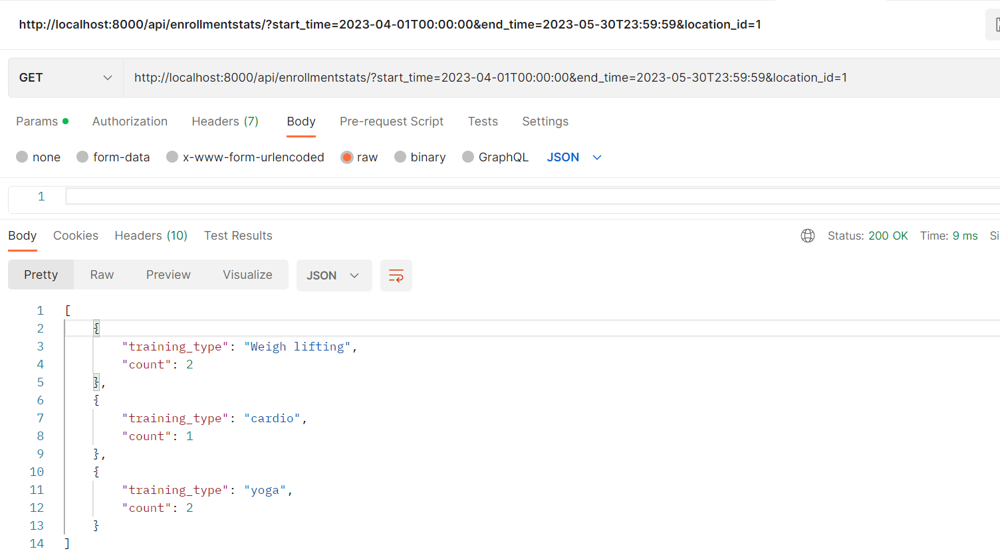 http://localhost:8000/api/enrollmentstats/?start_time=2023-04-01T00:00:00&end_time=2023-05-30T23:59:59&location_id=1
GET http://localhost:8000/api/enrollmentstats/?start_time=2023-04-01T00:00:00&end_time=2023-05-30T23:59:59&location_id=1
Params Authorization Headers (7) Body Pre-request Script Tests Settings
none form-data x-www-form-urlencoded raw binary GraphQL JSON
1
Body Cookies Headers (10) Test Results Status: 200 OK Time: 9 ms Si
Pretty Raw Preview Visualize JSON
1 [
2 {
3 "training_type": "Weigh lifting",
4 "count": 2
5 },
6 {
7 "training_type": "cardio",
8 "count": 1
9 },
10 {
11 "training_type": "yoga",
12 "count": 2
13 }
14 ]